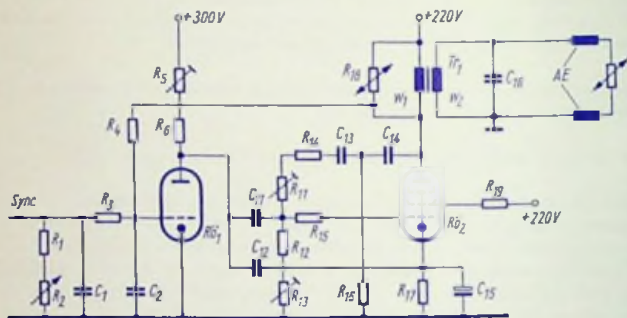 +300V
+220V
R5
R18
Tr1
W1
W2
C16
AE
R4
R6
R14
C13
C14
R11
Sync
R3
Rö1
C11
R15
Rö2
R19
+220V
R1
R12
C12
R2
C1
C2
R13
R15
R17
C15